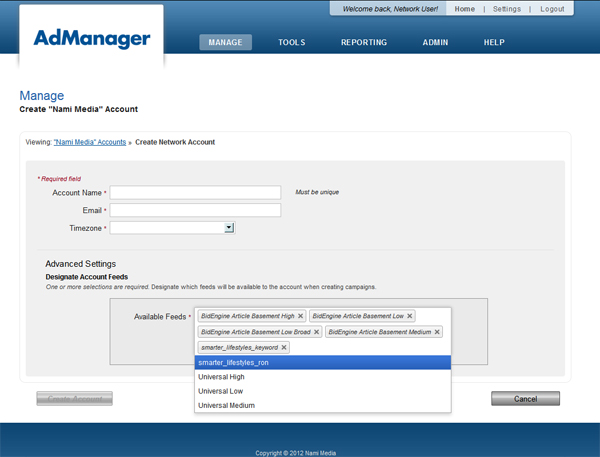 Welcome back, Network User! Home | Settings | Logout
AdManager
MANAGE TOOLS REPORTING ADMIN HELP
Manage
Create "Nami Media" Account
Viewing: "Nami Media" Accounts » Create Network Account
* Required field
Account Name * Must be unique
Email *
Timezone *
Advanced Settings
Designate Account Feeds
One or more selections are required. Designate which feeds will be available to the account when creating campaigns.
Available Feeds * BidEngine Article Basement High × BidEngine Article Basement Low ×
BidEngine Article Basement Low Broad × BidEngine Article Basement Medium ×
smarter_lifestyles_keyword ×
smarter_lifestyles_ron
Universal High
Universal Low
Universal Medium
Create Account Cancel
Copyright © 2012 Nami Media